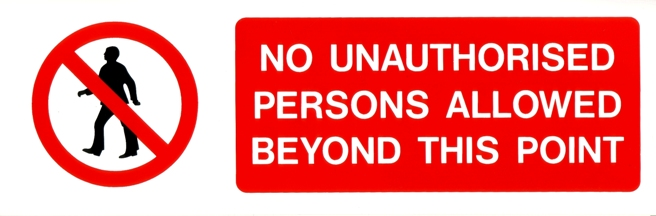 NO UNAUTHORISED
PERSONS ALLOWED
BEYOND THIS POINT